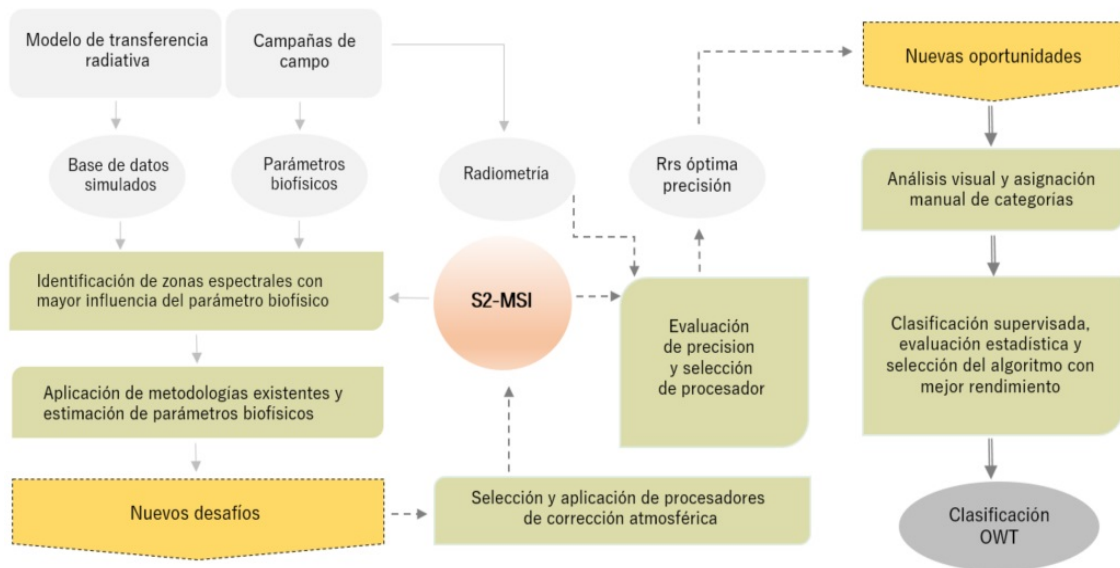 Modelo de transferencia
radiativa
Campañas de
campo
Nuevas oportunidades
Base de datos
simulados
Parámetros
biofísicos
Radiometria
Rrs óptima
precisión
Análisis visual y asignación
manual de categorías
Identificación de zonas espectrales con
mayor influencia del parámetro biofísico
S2-MSI
Evaluación
de precision
y selección
de procesador
Clasificación supervisada,
evaluación estadística y
selección del algoritmo con
mejor rendimiento
Aplicación de metodologías existentes y
estimación de parámetros biofísicos
Nuevos desafíos
Selección y aplicación de procesadores
de corrección atmosférica
Clasificación
OWT